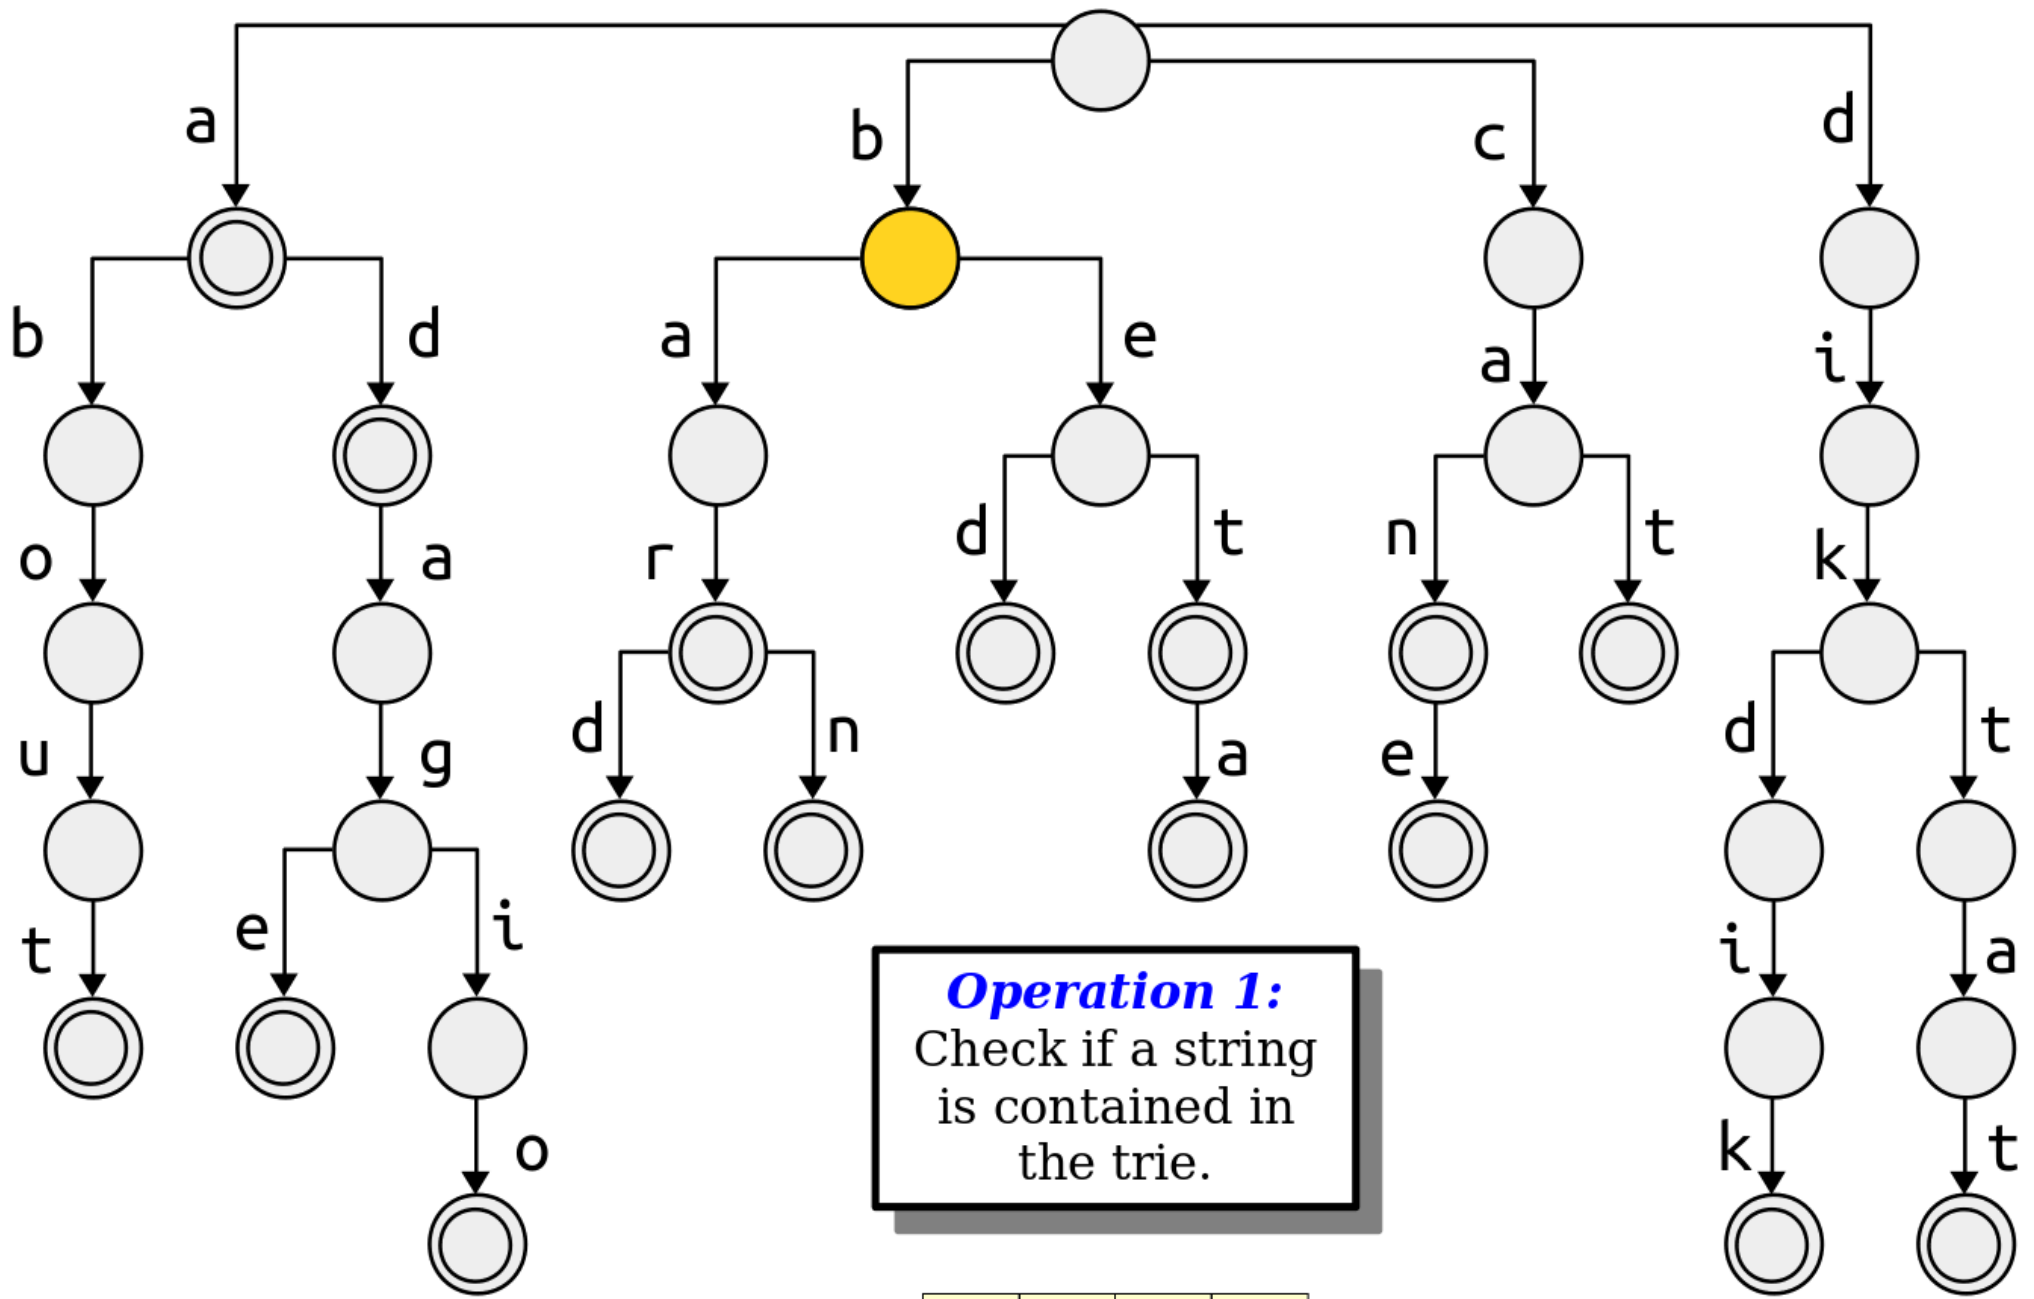 a
b
c
d
b
d
a
e
a
i
o
a
r
d
t
n
t
k
u
g
d
n
a
e
d
t
t
e
i
i
a
o
k
t
Operation 1:
Check if a string
is contained in
the trie.